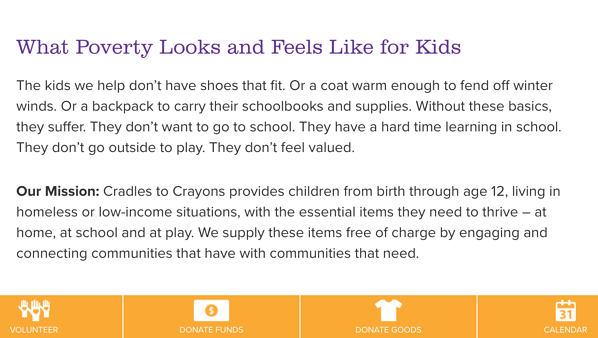 What Poverty Looks and Feels Like for Kids
The kids we help don’t have shoes that fit. Or a coat warm enough to fend off winter
winds. Or a backpack to carry their schoolbooks and supplies. Without these basics,
they suffer. They don’t want to go to school. They have a hard time learning in school.
They don’t go outside to play. They don’t feel valued.
Our Mission: Cradles to Crayons provides children from birth through age 12, living in
homeless or low-income situations, with the essential items they need to thrive – at
home, at school and at play. We supply these items free of charge by engaging and
connecting communities that have with communities that need.
$
31
VOLUNTEER DONATE FUNDS DONATE GOODS CALENDAR